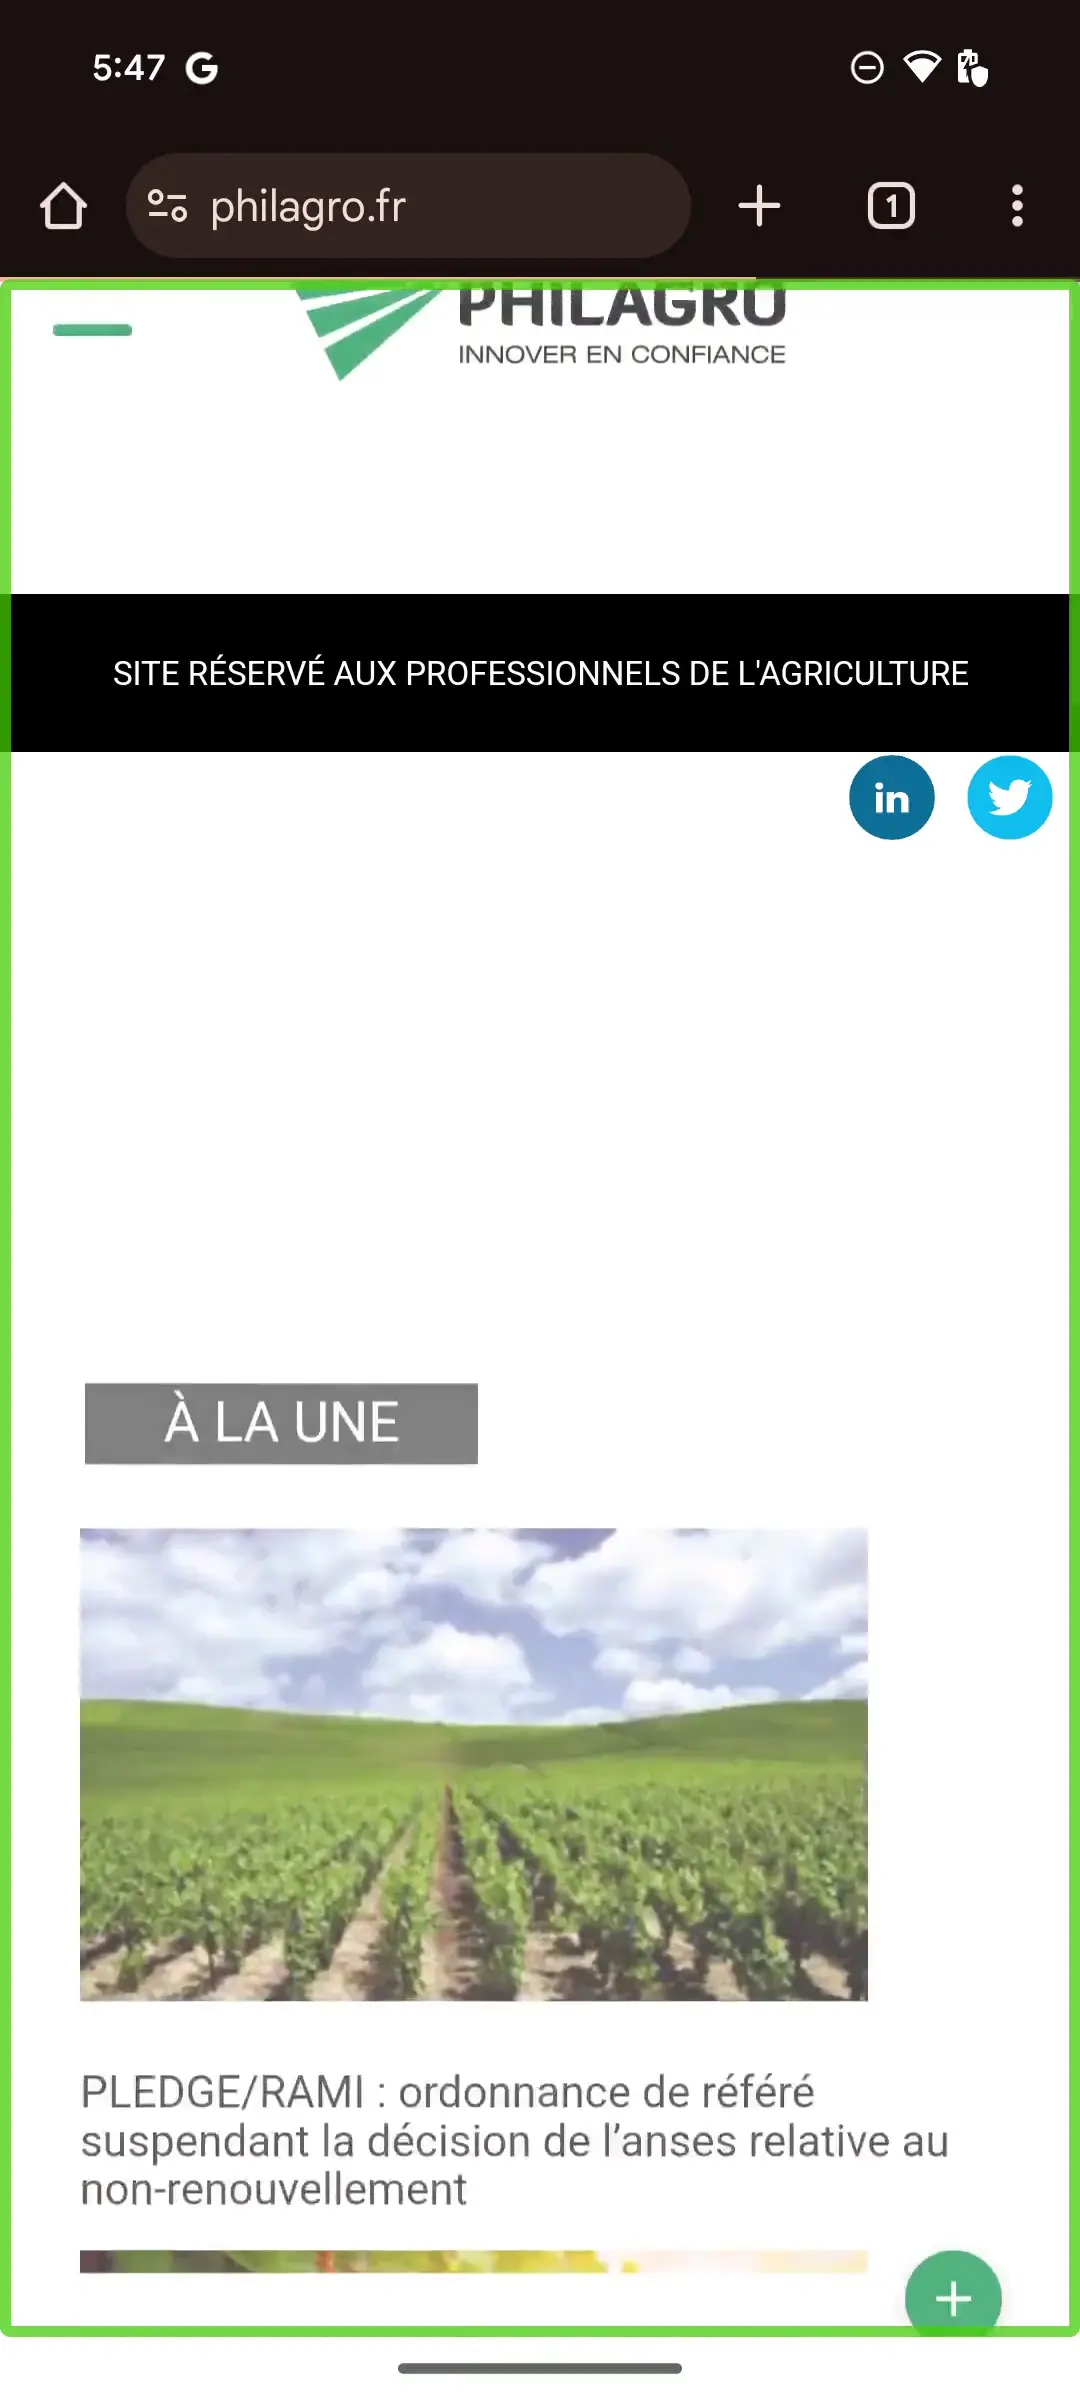 5:47
philagro.fr
1
PHILAGRO
INNOVER EN CONFIANCE
SITE RÉSERVÉ AUX PROFESSIONNELS DE L'AGRICULTURE
in
À LA UNE
PLEDGE/RAMI : ordonnance de référé
suspendant la décision de l’anses relative au
non-renouvellement